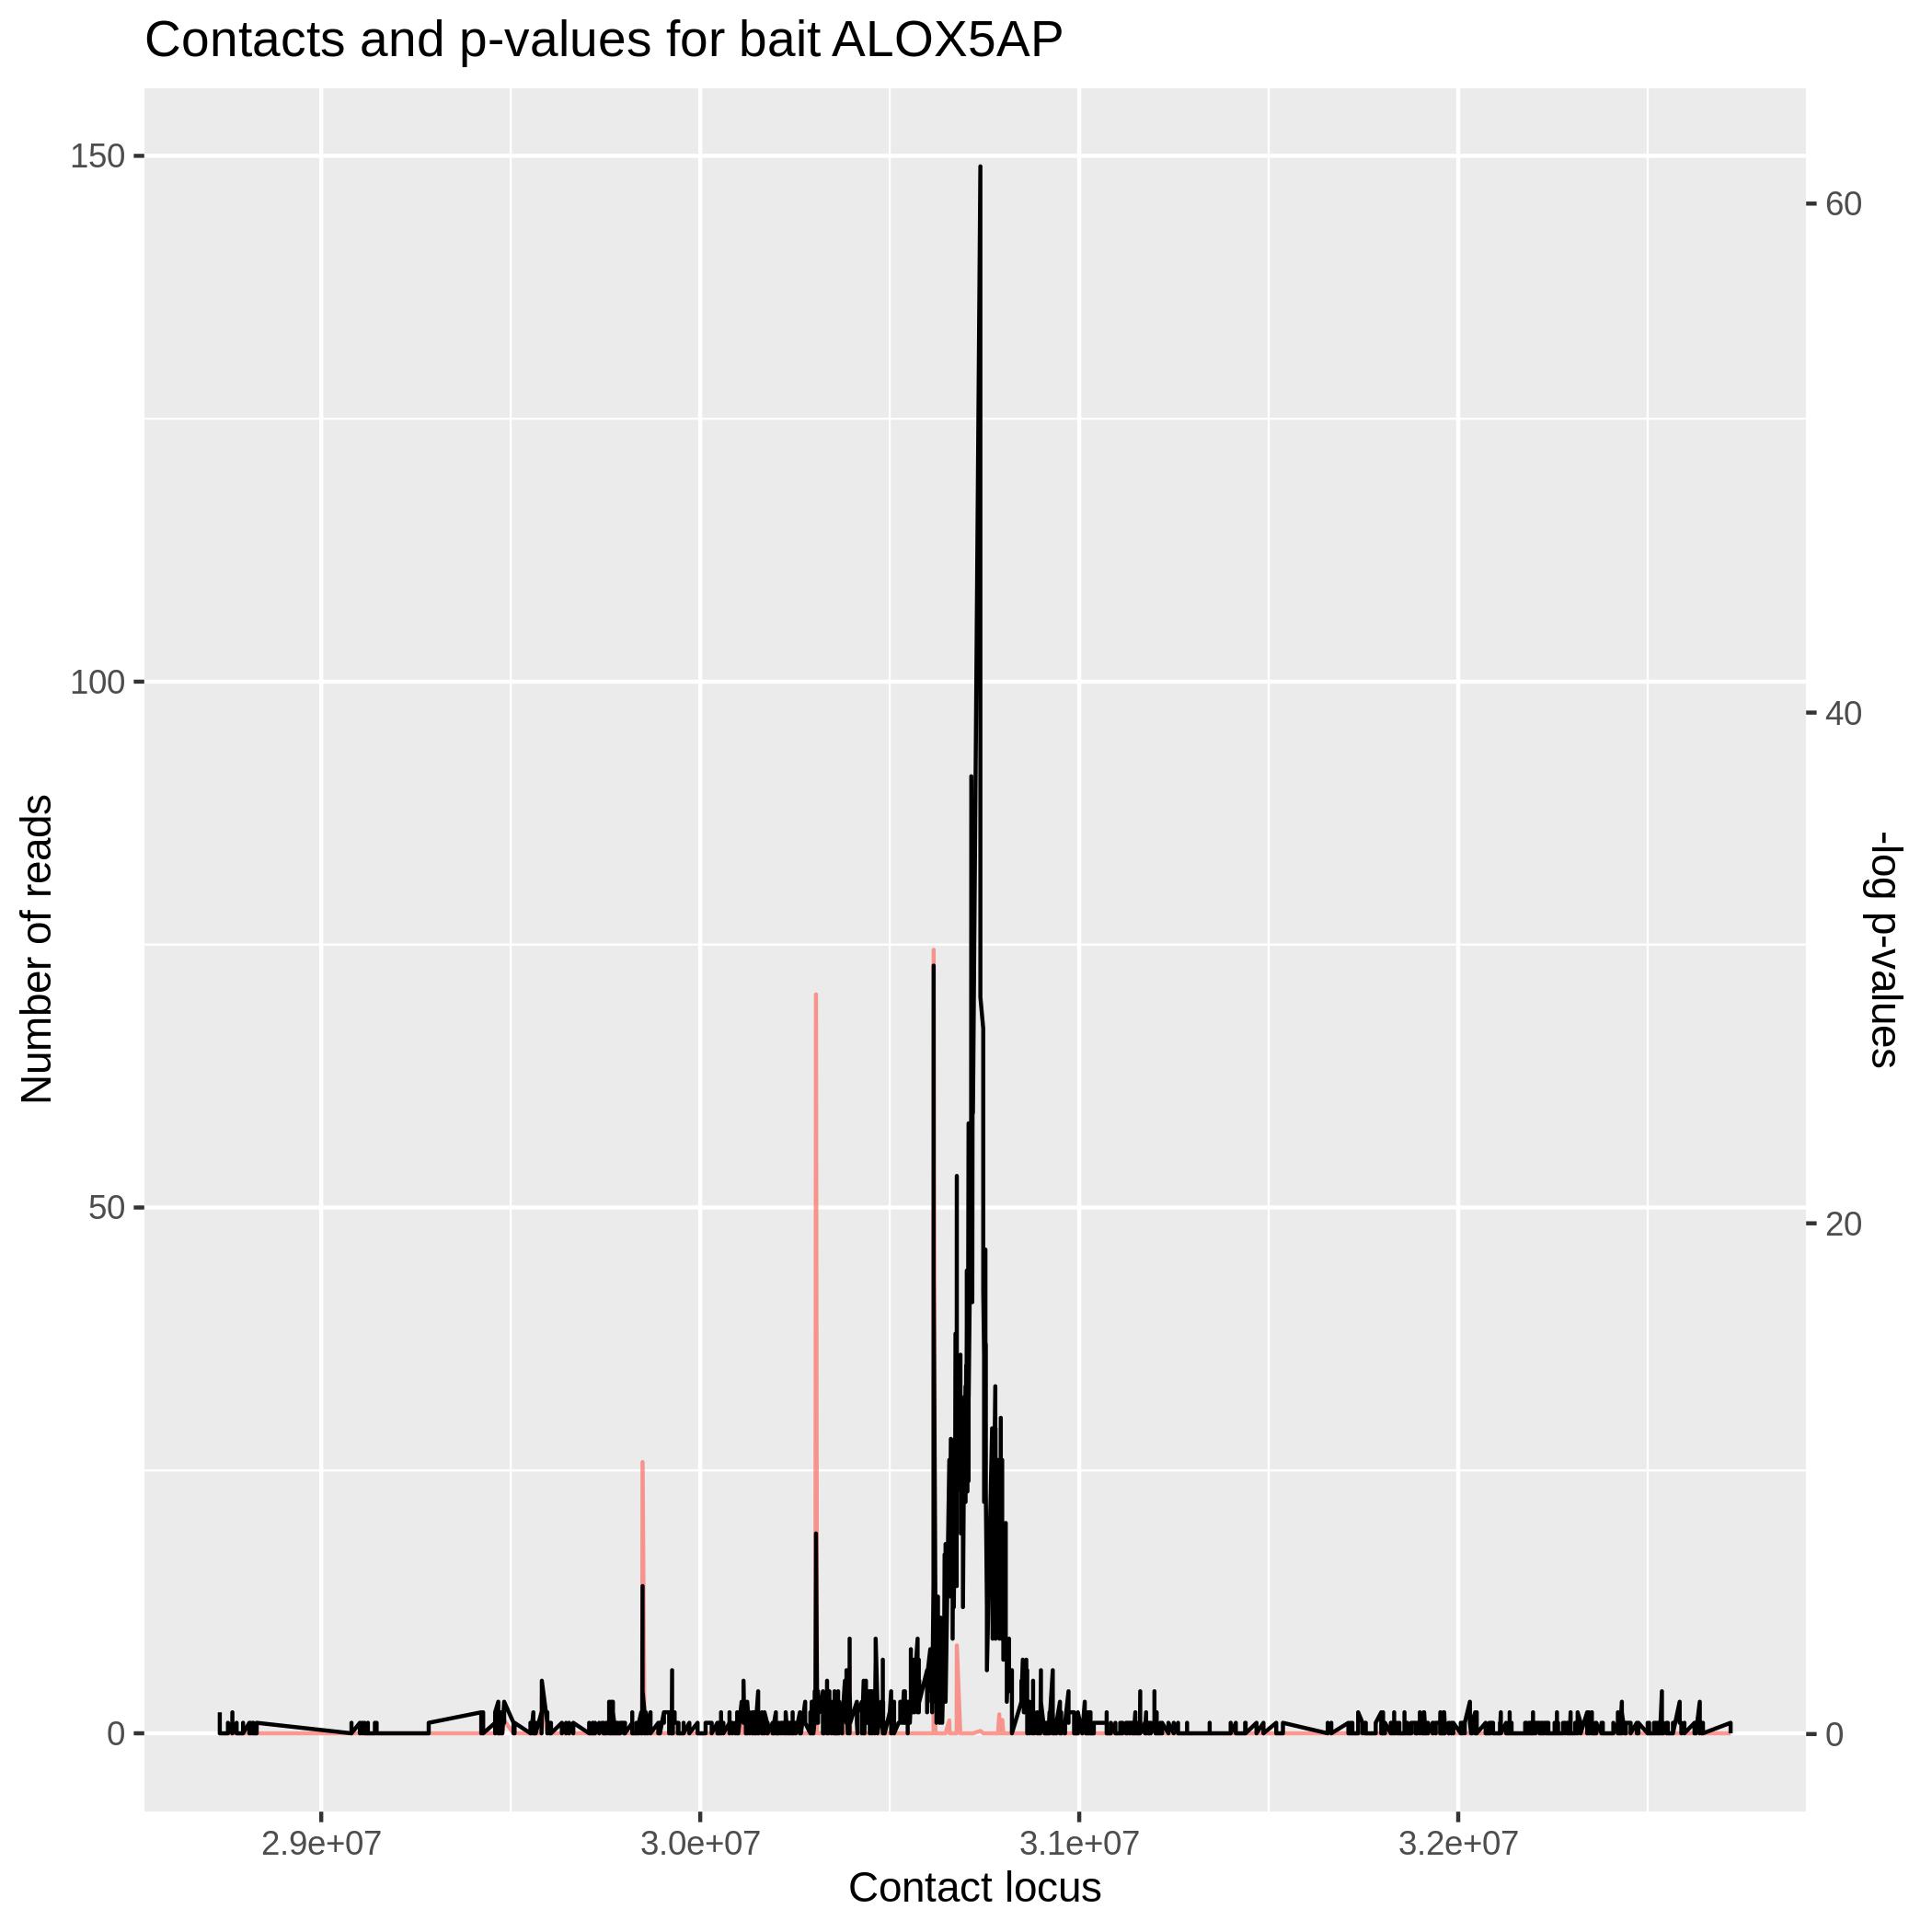 Contacts and p-values for bait ALOX5AP
150
100
50
0
60
40
20
0
Number of reads
-log p-values
2.9e+07
3.0e+07
3.1e+07
3.2e+07
Contact locus